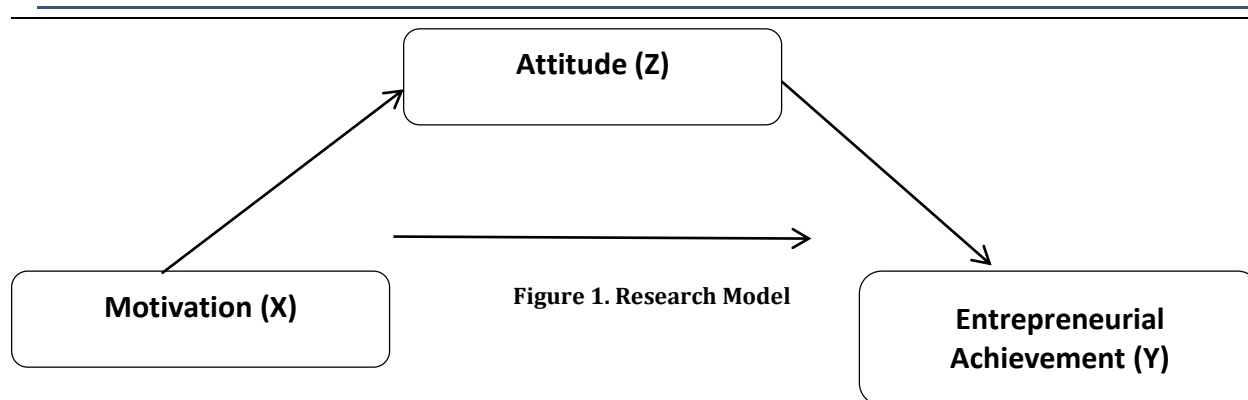 Attitude (Z)
Motivation (X)
Figure 1. Research Model
Entrepreneurial
Achievement (Y)